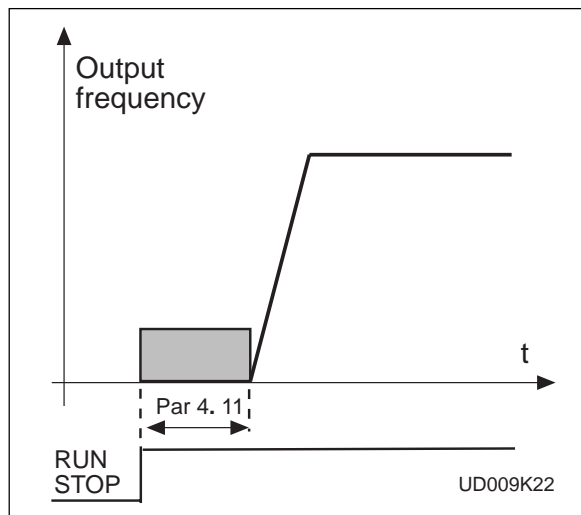 Output
frequency
t
Par 4. 11
RUN
STOP
UD009K22